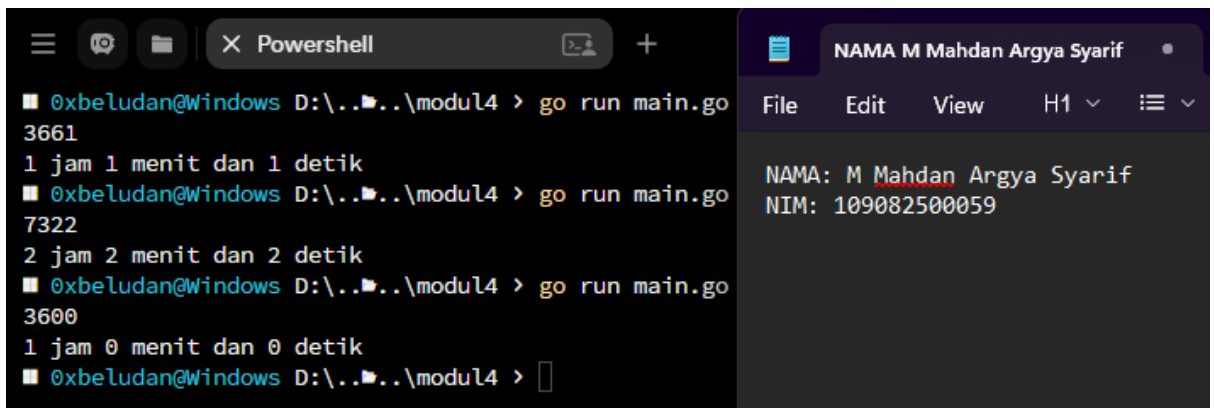 Powershell
0xbeludan@Windows D:\..\..\modul4 > go run main.go
3661
1 jam 1 menit dan 1 detik
0xbeludan@Windows D:\..\..\modul4 > go run main.go
7322
2 jam 2 menit dan 2 detik
0xbeludan@Windows D:\..\..\modul4 > go run main.go
3600
1 jam 0 menit dan 0 detik
0xbeludan@Windows D:\..\..\modul4 >
NAMA M Mahdan Argya Syarif
File Edit View H1
NAMA: M Mahdan Argya Syarif
NIM: 109082500059